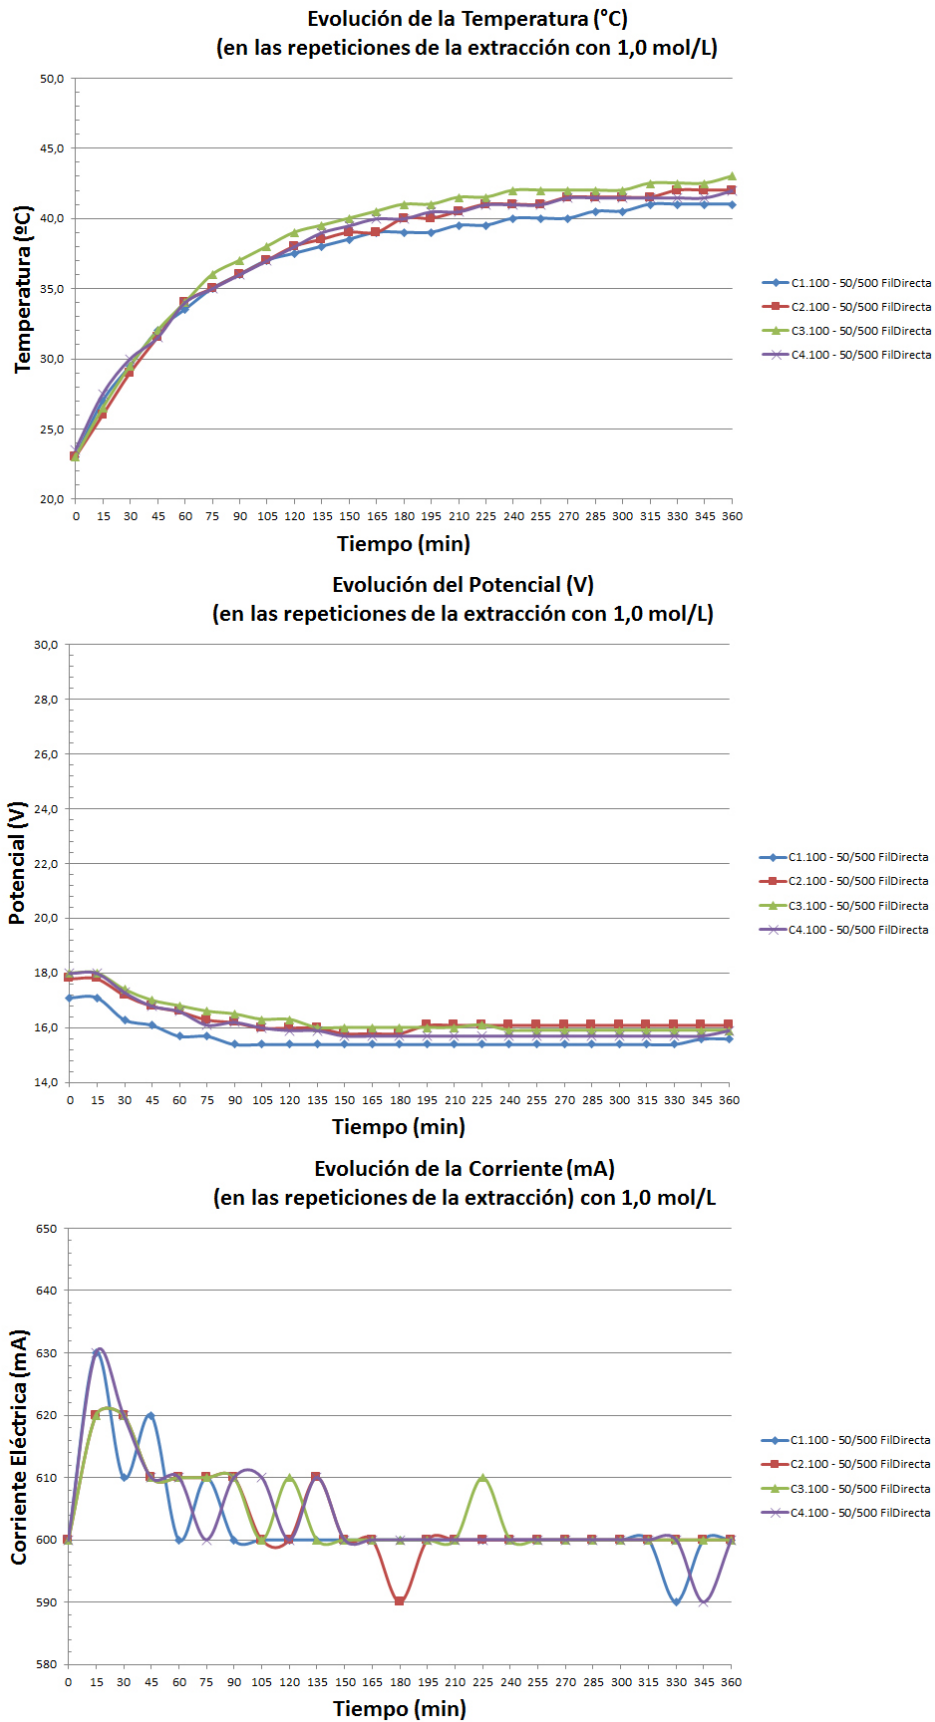 Evolución de la Temperatura (°C)
(en las repeticiones de la extracción con 1,0 mol/L)
50,0
45,0
40,0
35,0
30,0
25,0
20,0
Temperatura (ºC)
0 15 30 45 60 75 90 105 120 135 150 165 180 195 210 225 240 255 270 285 300 315 330 345 360
Tiempo (min)
C1.100 - 50/500 FilDirecta
C2.100 - 50/500 FilDirecta
C3.100 - 50/500 FilDirecta
C4.100 - 50/500 FilDirecta
Evolución del Potencial (V)
(en las repeticiones de la extracción con 1,0 mol/L)
30,0
28,0
26,0
24,0
22,0
20,0
18,0
16,0
14,0
Potencial (V)
0 15 30 45 60 75 90 105 120 135 150 165 180 195 210 225 240 255 270 285 300 315 330 345 360
Tiempo (min)
C1.100 - 50/500 FilDirecta
C2.100 - 50/500 FilDirecta
C3.100 - 50/500 FilDirecta
C4.100 - 50/500 FilDirecta
Evolución de la Corriente (mA)
(en las repeticiones de la extracción) con 1,0 mol/L
650
640
630
620
610
600
590
580
Corriente Eléctrica (mA)
0 15 30 45 60 75 90 105 120 135 150 165 180 195 210 225 240 255 270 285 300 315 330 345 360
Tiempo (min)
C1.100 - 50/500 FilDirecta
C2.100 - 50/500 FilDirecta
C3.100 - 50/500 FilDirecta
C4.100 - 50/500 FilDirecta